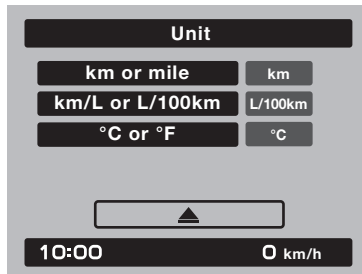 Unit
km or mile km
km/L or L/100km L/100km
°C or °F °C
10:00 0 km/h